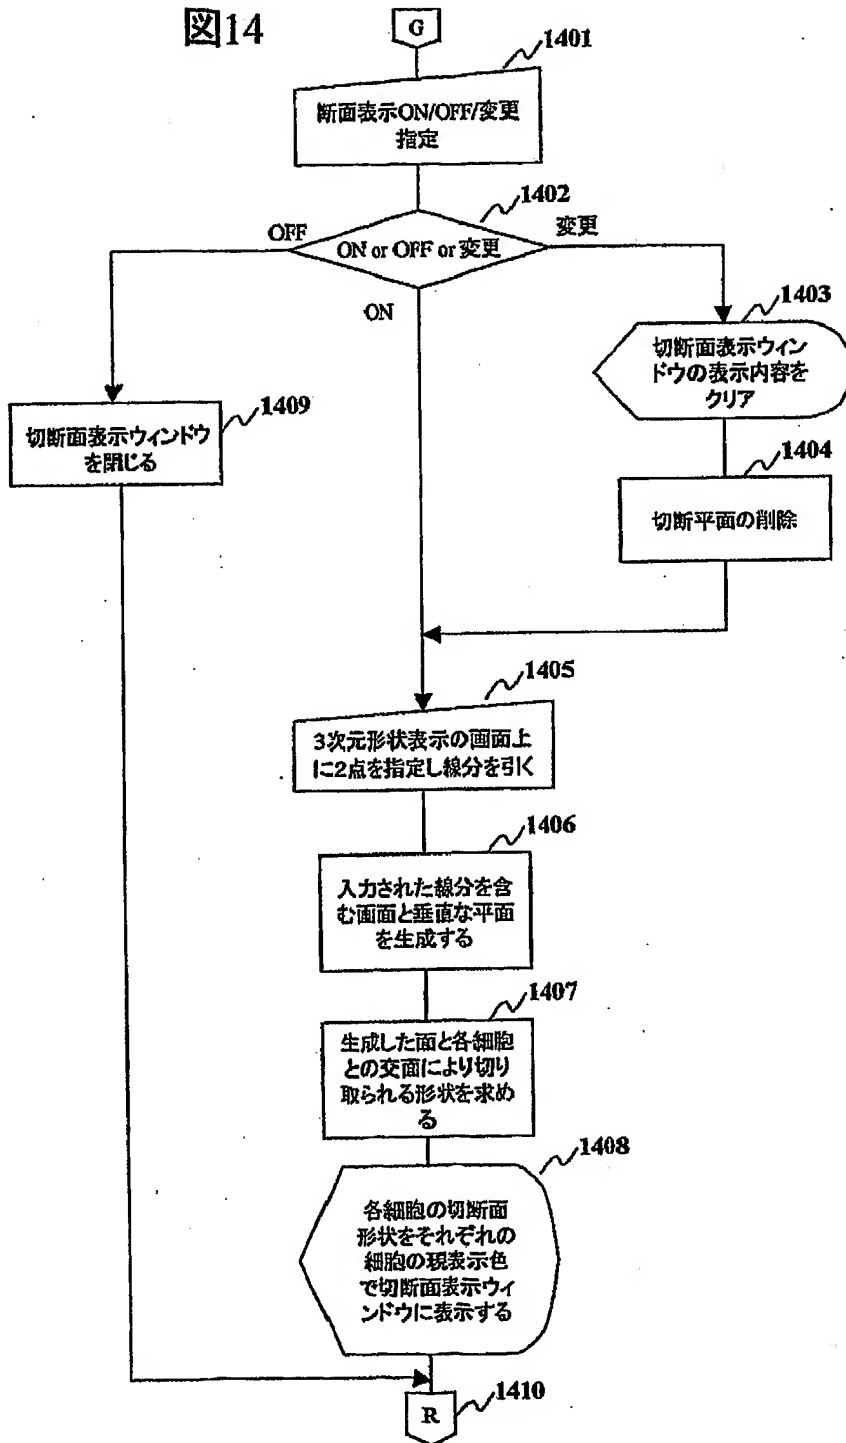 図14
G
1401
断面表示ON/OFF/変更
指定
1402
OFF
ON or OFF or 変更
変更
ON
1403
切断面表示ウィン
ドウの表示内容を
クリア
1409
切断面表示ウィンドウ
を閉じる
1404
切断平面の削除
1405
3次元形状表示の画面上
に2点を指定し線分を引く
1406
入力された線分を含
む画面と垂直な平面
を生成する
1407
生成した面と各細胞
との交面により切り
取られる形状を求め
る
1408
各細胞の切断面
形状をそれぞれの
細胞の現表示色
で切断面表示ウィ
ンドウに表示する
1410
R